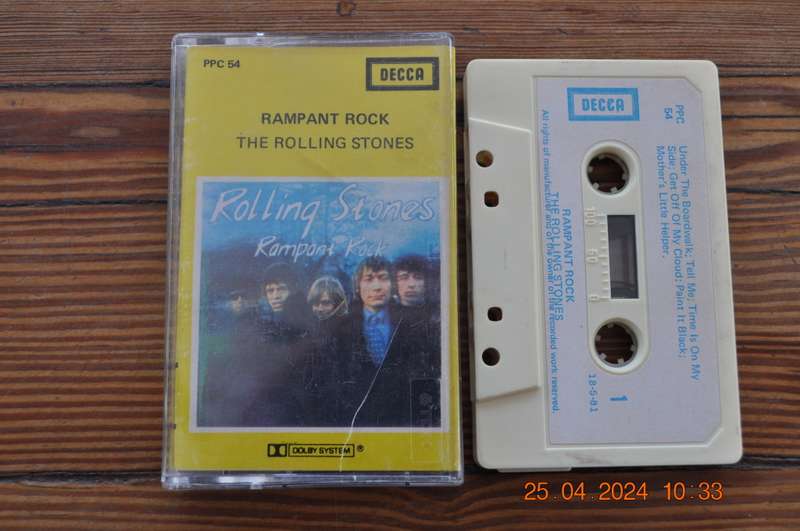 PPC 54
DECCA
RAMPANT ROCK
THE ROLLING STONES
Rolling Stones
Rampant Rock
DOLBY SYSTEM ®
DECCA
PPC
54
Under The Boardwalk; Tell Me; Time Is On My
Side; Get Off Of My Cloud; Paint It Black;
Mother's Little Helper.
100 50 0
1
18-5-81
RAMPANT ROCK
THE ROLLING STONES
All rights of manufacturer and of the owner of the recorded work reserved.
25.04.2024 10:33